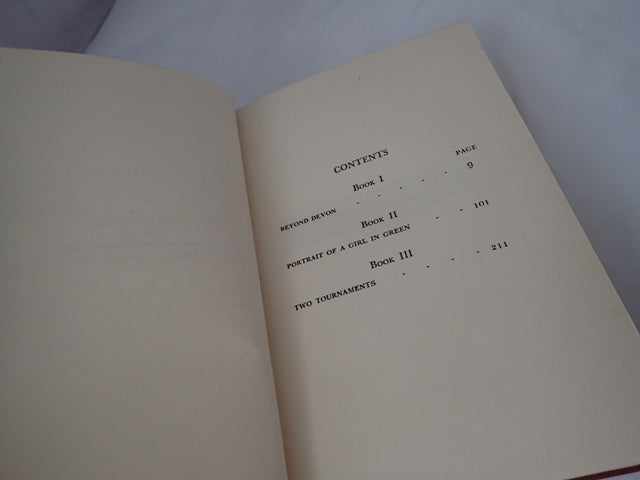 CONTENTS
PAGE
BOOK I
BEYOND DEVON - - - - - 9
BOOK II
PORTRAIT OF A GIRL IN GREEN - - 101
BOOK III
TWO TOURNAMENTS - - - - 211